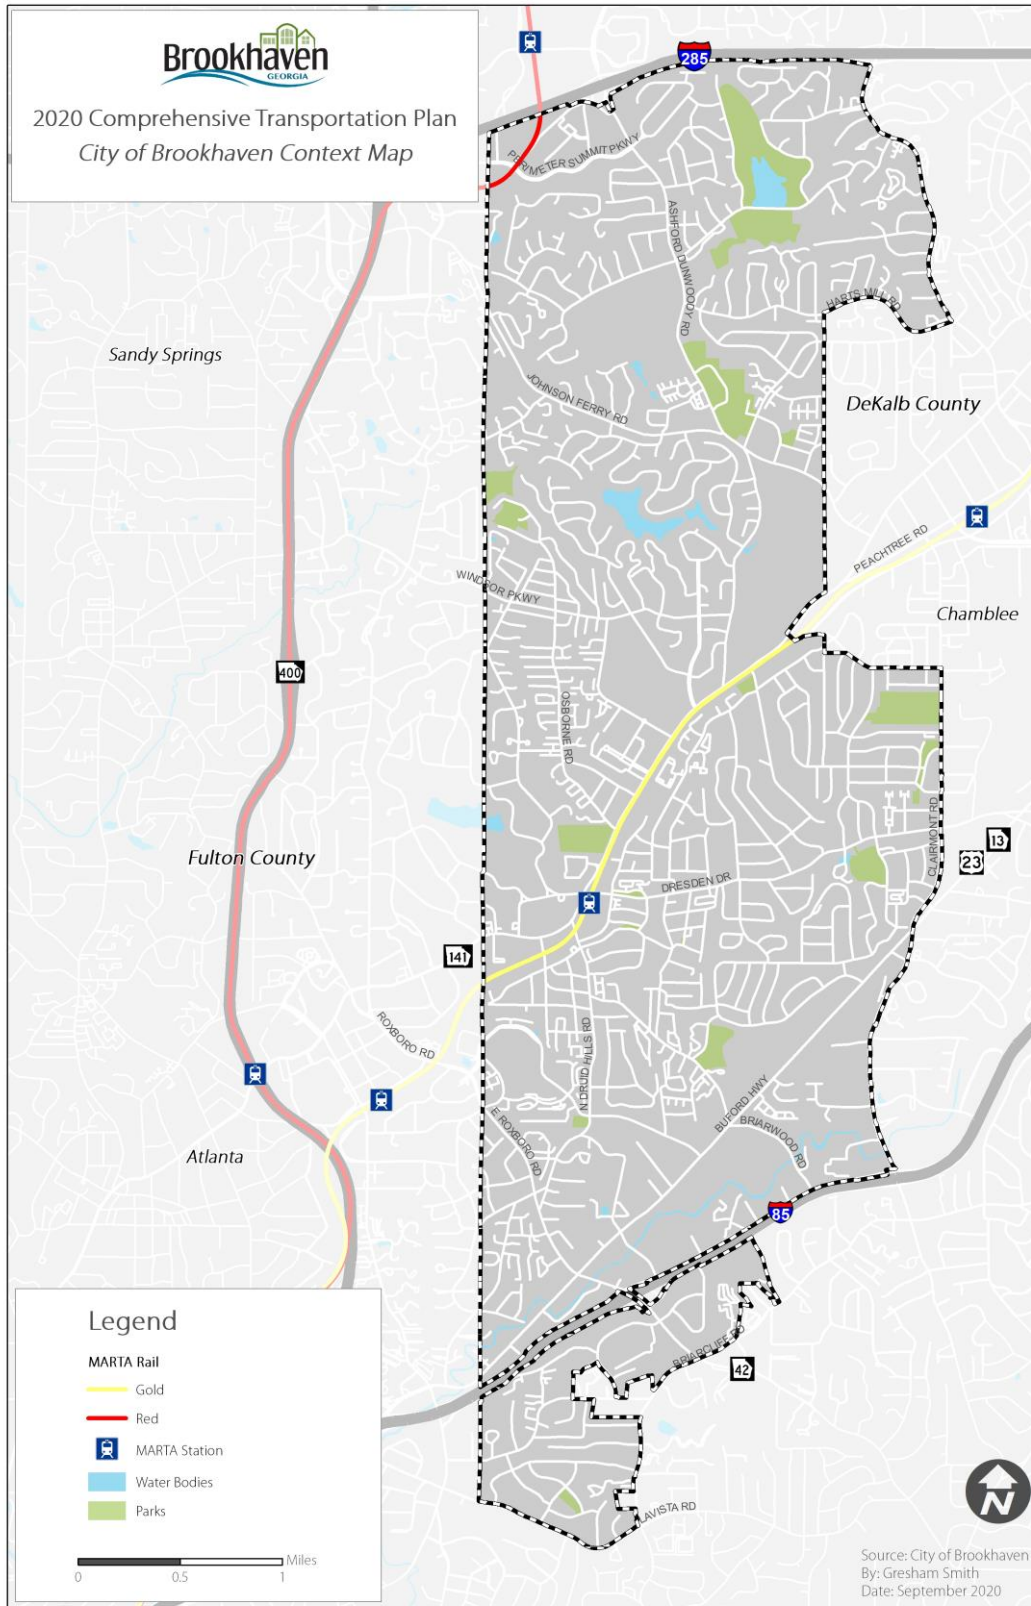 Brookhaven
GEORGIA
2020 Comprehensive Transportation Plan
City of Brookhaven Context Map
285
PERIMETER SUMMIT PKWY
ASHFORD DUNWOODY RD
HARTS MILL RD
Sandy Springs
JOHNSON FERRY RD
DeKalb County
PEACHTREE RD
WINDSOR PKWY
Chamblee
400
OSBORNE RD
CLAIRMONT RD
13
23
Fulton County
DRESDEN DR
141
ROXBORO RD
N DRUID HILLS RD
BUFORD HWY
BRIARWOOD RD
E ROXBORO RD
Atlanta
85
BRIARCLIFF RD
42
LAVISTA RD
Legend
MARTA Rail
Gold
Red
MARTA Station
Water Bodies
Parks
Miles
0 0.5 1
N
Source: City of Brookhaven
By: Gresham Smith
Date: September 2020